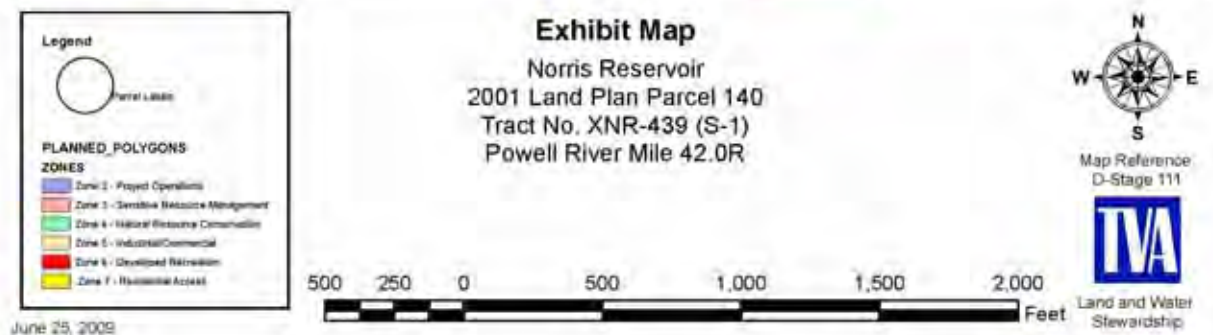 Legend
Parcel Labels
PLANNED_POLYGONS
ZONES
Zone 2 - Project Operations
Zone 3 - Sensitive Resource Management
Zone 4 - Natural Resource Conservation
Zone 5 - Industrial/Commercial
Zone 6 - Developed Recreation
Zone 7 - Residential Access
June 25, 2009
Exhibit Map
Norris Reservoir
2001 Land Plan Parcel 140
Tract No. XNR-439 (S-1)
Powell River Mile 42.0R
500 250 0 500 1,000 1,500 2,000
Feet
N
W E
S
Map Reference
D-Stage 111
TVA
Land and Water
Stewardship